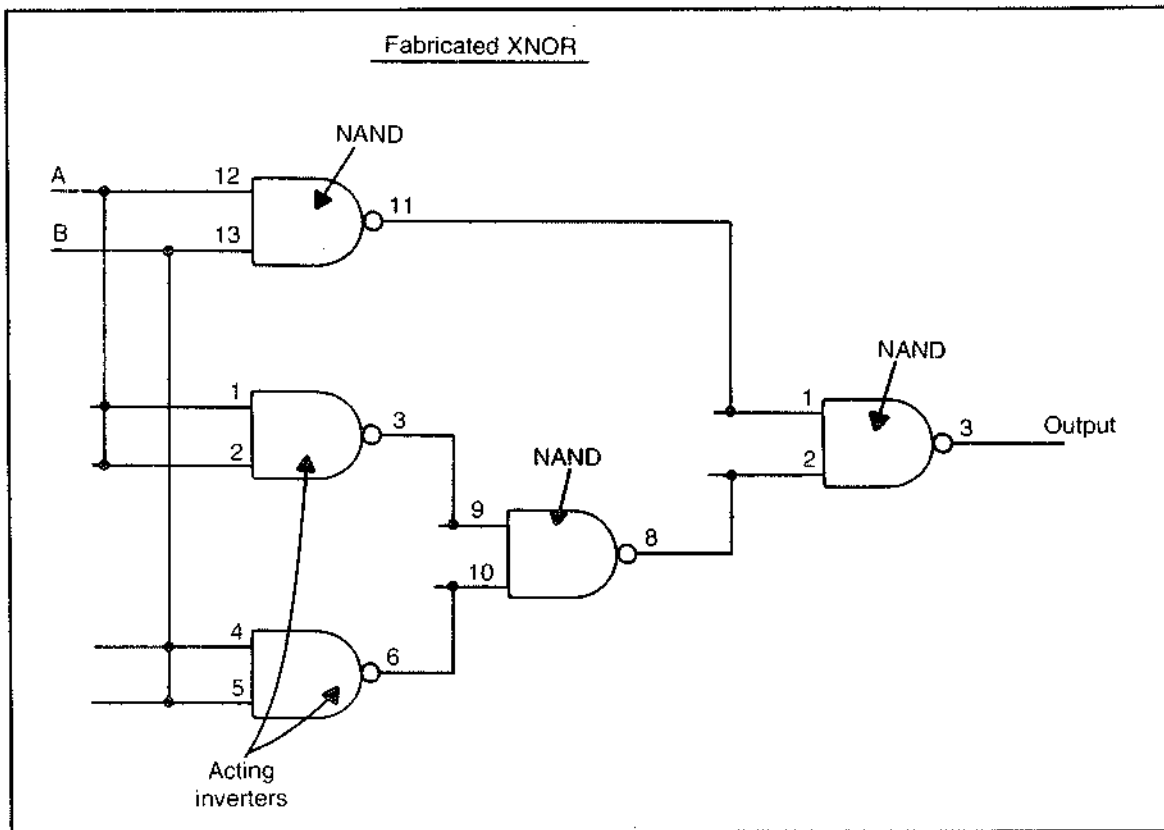 Fabricated XNOR
NAND
A
12
11
B
13
NAND
1
3
1
3
Output
2
NAND
2
9
8
10
4
6
5
Acting
inverters